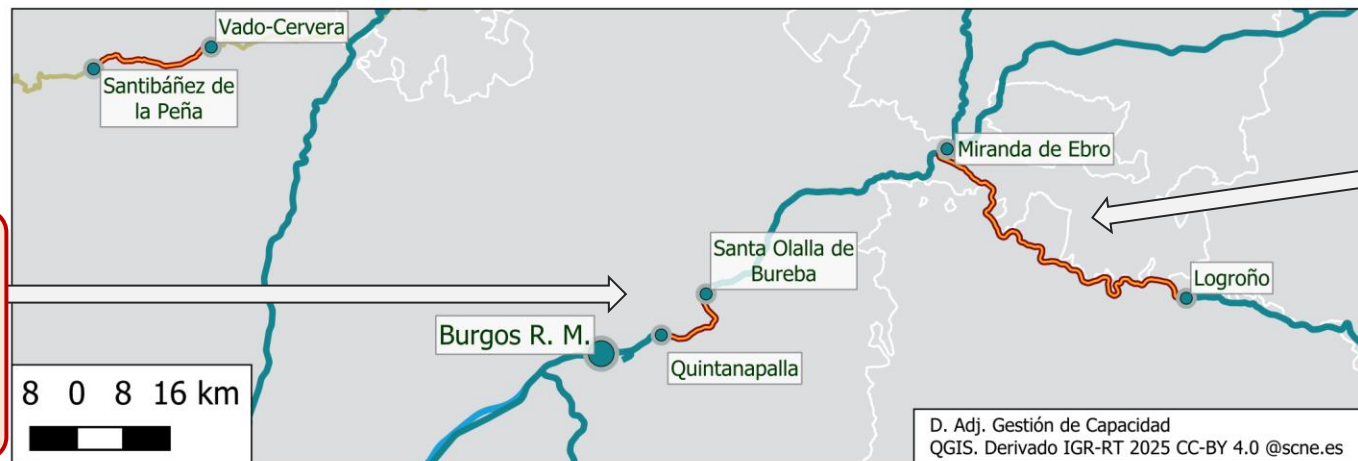 Vado-Cervera
Santibáñez de
la Peña
Miranda de Ebro
Santa Olalla de
Bureba
Logroño
Burgos R. M.
Quintanapalla
8 0 8 16 km
D. Adj. Gestión de Capacidad
QGIS. Derivado IGR-RT 2025 CC-BY 4.0 @scne.es